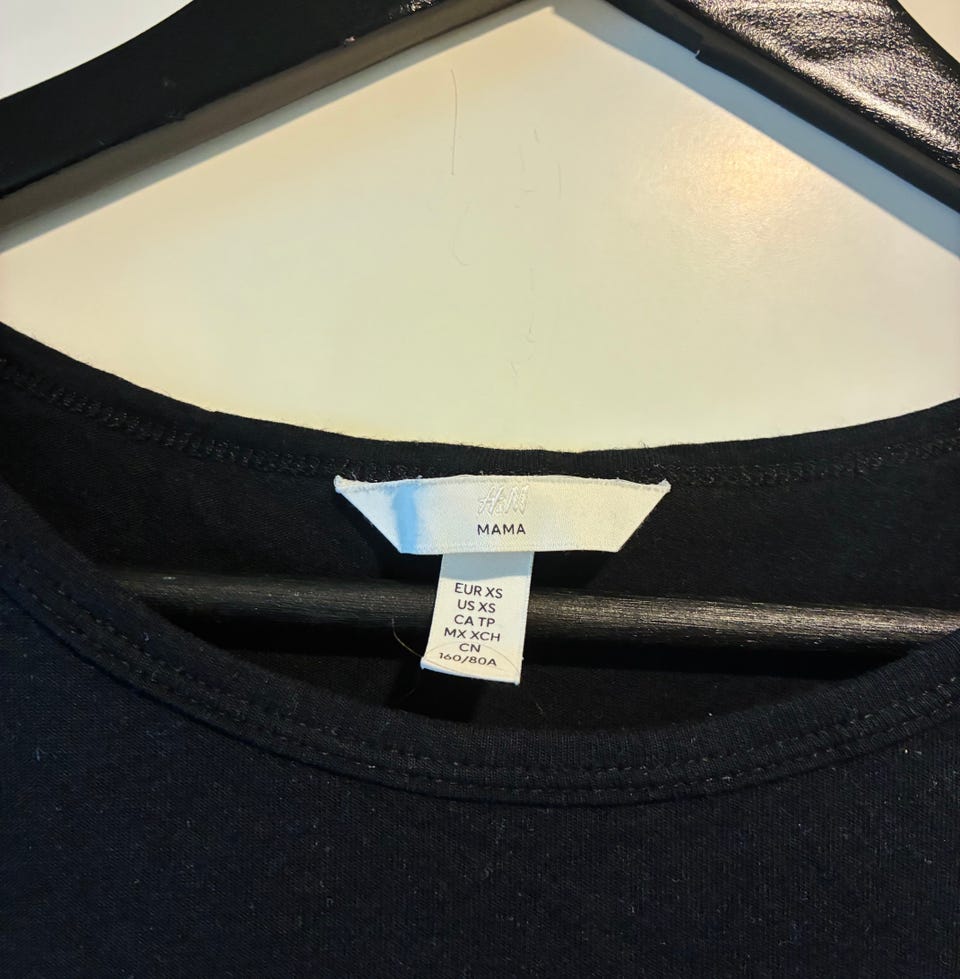 H&M
MAMA
EUR XS
US XS
CA TP
MX XCH
CN
160/80A